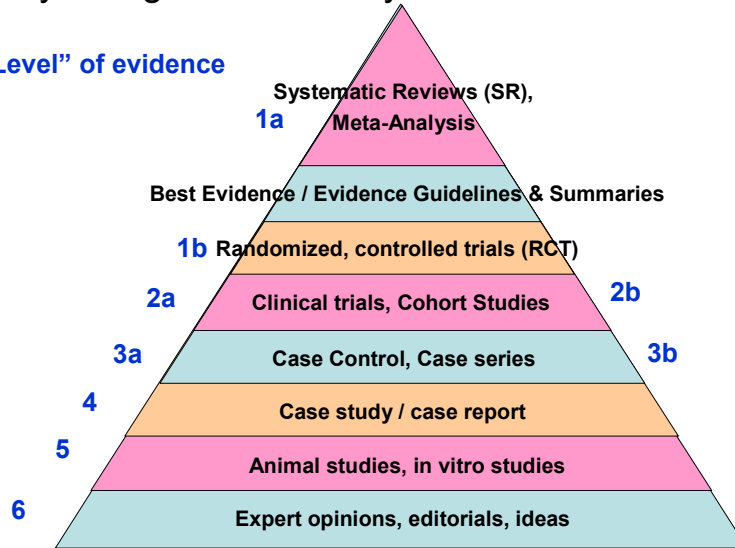 Level” of evidence
Systematic Reviews (SR),
1a
Meta-Analysis
Best Evidence / Evidence Guidelines & Summaries
1b Randomized, controlled trials (RCT)
2a Clinical trials, Cohort Studies 2b
3a Case Control, Case series 3b
4 Case study / case report
5 Animal studies, in vitro studies
6 Expert opinions, editorials, ideas